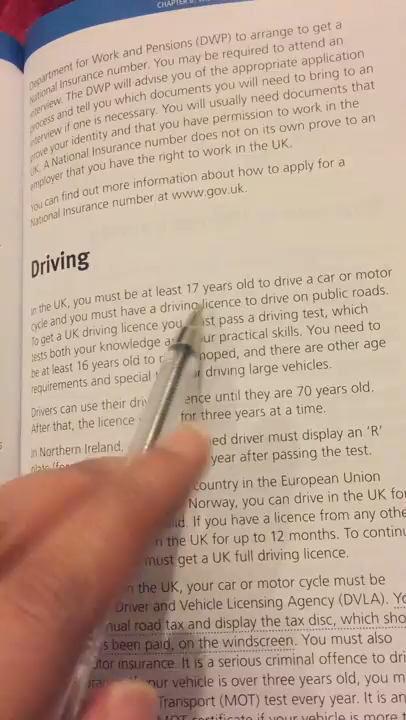 CHAPTER
Department for Work and Pensions (DWP) to arrange to get a
National Insurance number. You may be required to attend an
interview. The DWP will advise you of the appropriate application
process and tell you which documents you will need to bring to an
interview if one is necessary. You will usually need documents that
prove your identity and that you have permission to work in the
UK. A National Insurance number does not on its own prove to an
employer that you have the right to work in the UK.
You can find out more information about how to apply for a
National Insurance number at www.gov.uk.
Driving
In the UK, you must be at least 17 years old to drive a car or motor
cycle and you must have a driving licence to drive on public roads.
To get a UK driving licence you must pass a driving test, which
tests both your knowledge and your practical skills. You need to
be at least 16 years old to moped, and there are other age
requirements and special driving large vehicles.
Drivers can use their until they are 70 years old.
After that, the licence for three years at a time.
In Northern Ireland, driver must display an ‘R’
year after passing the test.
country in the European Union
Norway, you can drive in the UK for
If you have a licence from any
in the UK for up to 12 months. To
must get a UK full driving licence.
in the UK, your car or motor cycle must be
Driver and Vehicle Licensing Agency (DVLA).
road tax and display the tax disc, which
been paid, on the windscreen. You must also
insurance. It is a serious criminal offence to
your vehicle is over three years old, you
Transport (MOT) test every year. It is an
MOT certificate if your vehicle is more